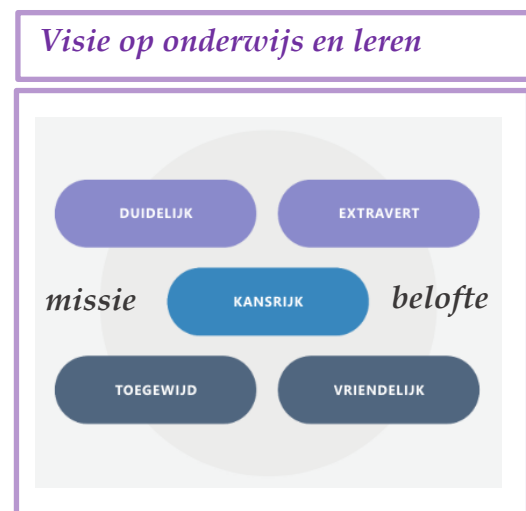 Visie op onderwijs en leren
DUIDELIJK EXTRAVERT
missie KANSRIJK belofte
TOEGEWIJD VRIENDELIJK